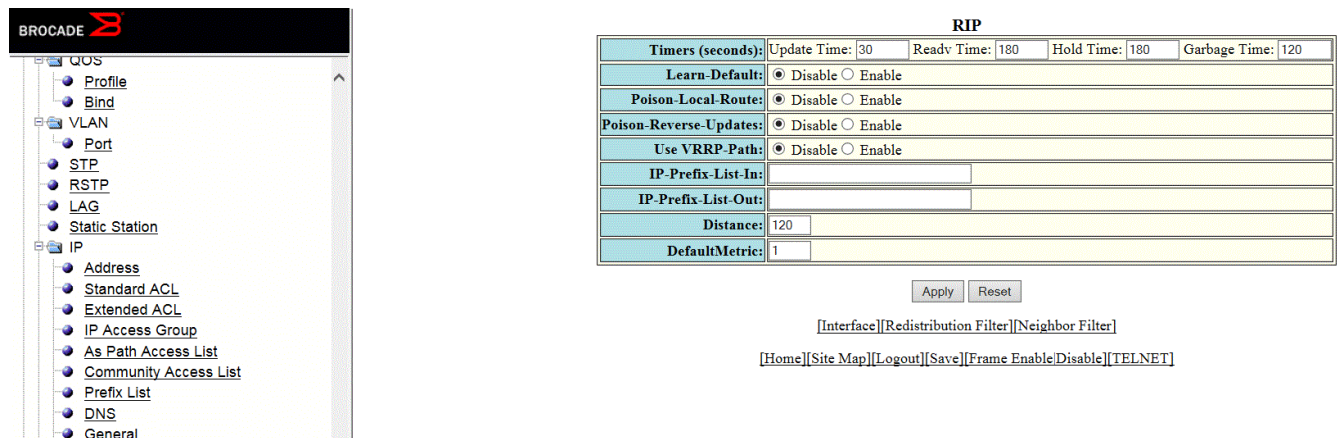 BROCADE
QOS
Profile
Bind
VLAN
Port
STP
RSTP
LAG
Static Station
IP
Address
Standard ACL
Extended ACL
IP Access Group
As Path Access List
Community Access List
Prefix List
DNS
General
RIP
Timers (seconds): Update Time: 30 Ready Time: 180 Hold Time: 180 Garbage Time: 120
Learn-Default: Disable Enable
Poison-Local-Route: Disable Enable
Poison-Reverse-Updates: Disable Enable
Use VRRP-Path: Disable Enable
IP-Prefix-List-In:
IP-Prefix-List-Out:
Distance: 120
DefaultMetric: 1
Apply Reset
[Interface][Redistribution Filter][Neighbor Filter]
[Home][Site Map][Logout][Save][Frame Enable|Disable][TELNET]